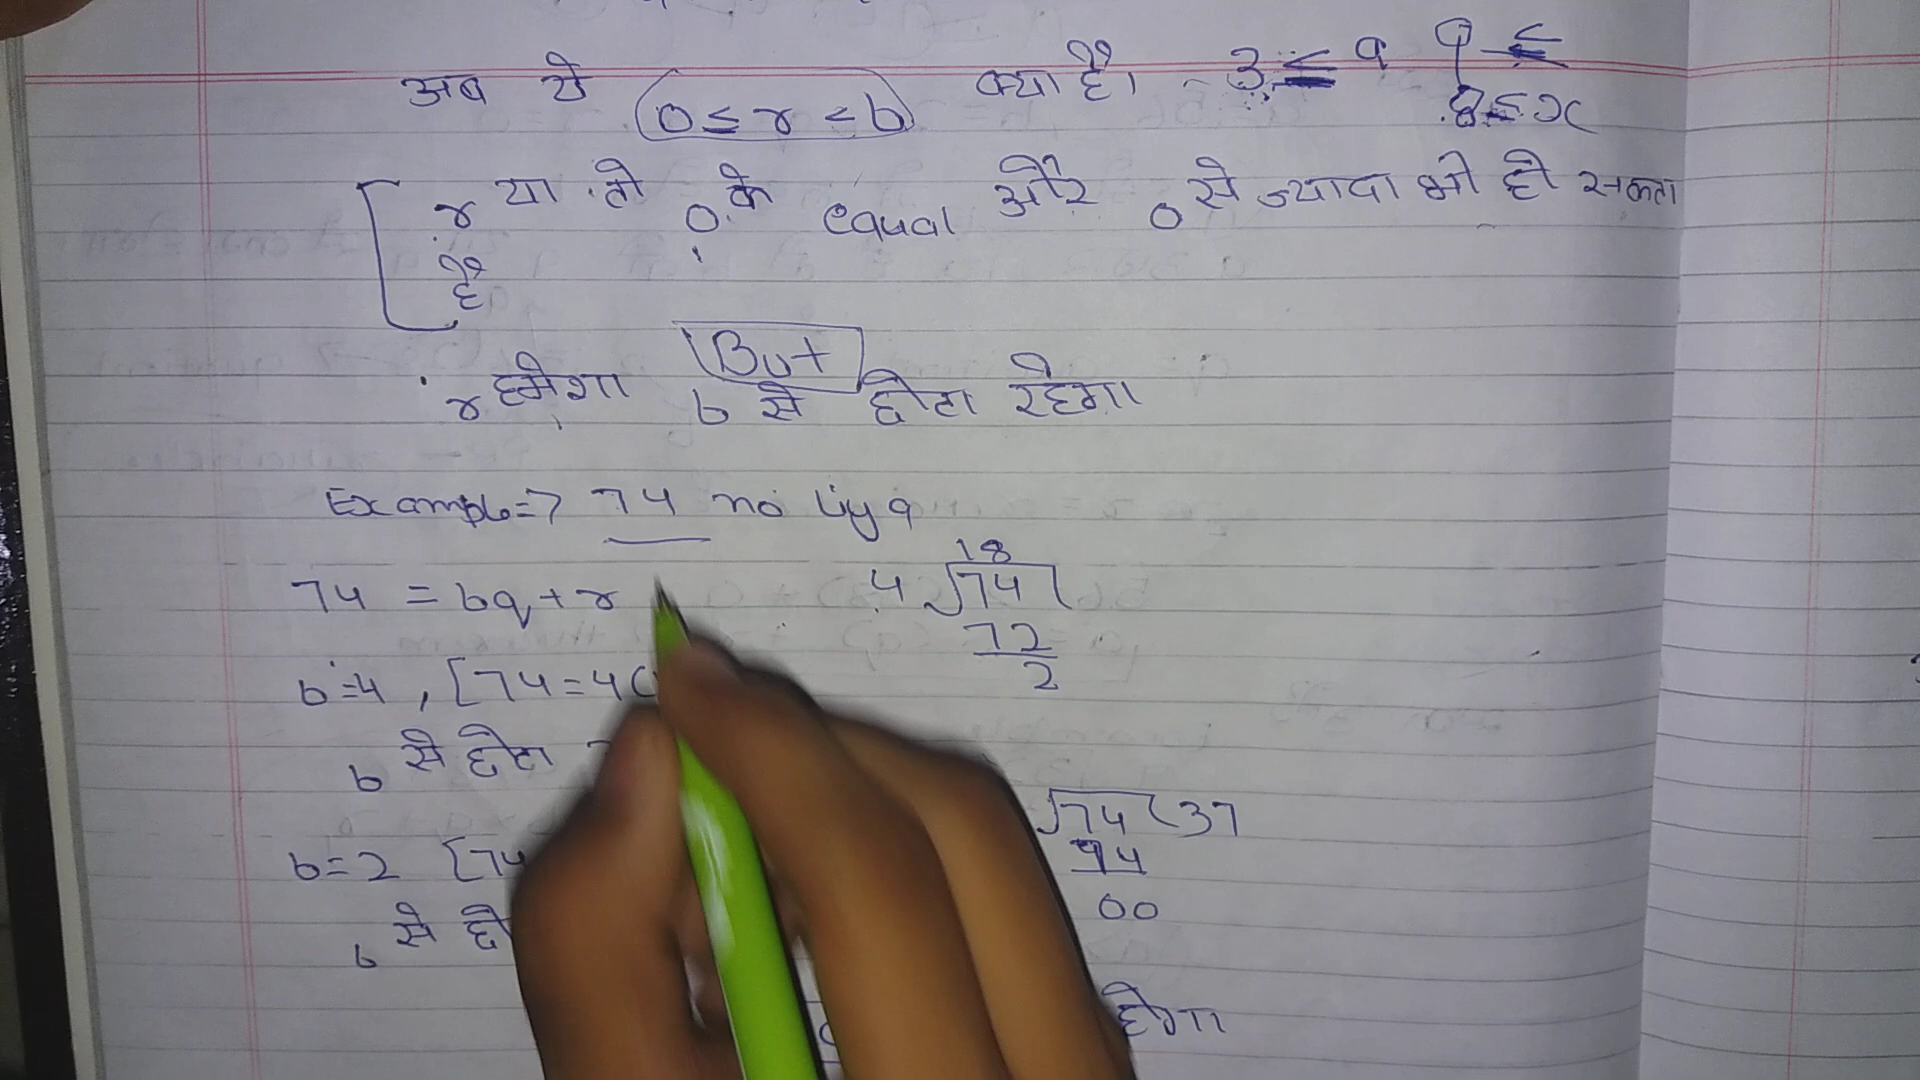 अब ये 0≤r<b क्या है। 3≤9
r या तो 0 के equal और 0 से ज्यादा भी हो सकता
है
But
r हमेशा b से छोटा रहेगा
Example=> 74 no liya
74 = bq+r
18
4 74
72
2
b=4, [74=4(
b से छोटा
74 37
74
00
b=2 [74
b से छो
होगा